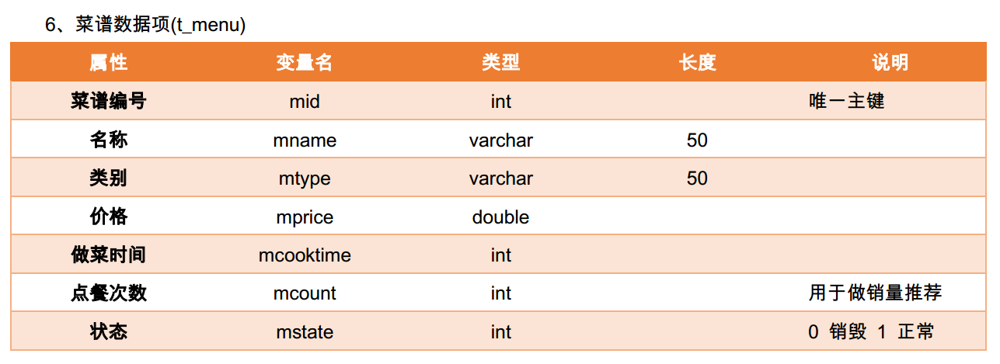 6、菜谱数据项(t_menu)
属性 变量名 类型 长度 说明
菜谱编号 mid int 唯一主键
名称 mname varchar 50
类别 mtype varchar 50
价格 mprice double
做菜时间 mcooktime int
点餐次数 mcount int 用于做销量推荐
状态 mstate int 0 销毁 1 正常